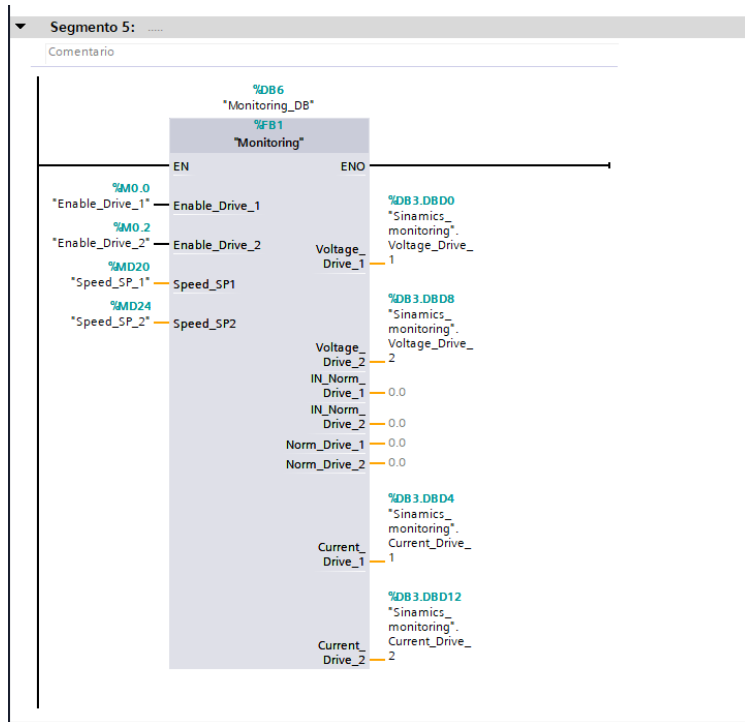 Segmento 5: .....
Comentario
%DB6
"Monitoring_DB"
%FB1
"Monitoring"
EN ENO
%M0.0
"Enable_Drive_1" Enable_Drive_1
%M0.2
"Enable_Drive_2" Enable_Drive_2
%MD20
"Speed_SP_1" Speed_SP1
%MD24
"Speed_SP_2" Speed_SP2
Voltage_
Drive_1
%DB3.DBD0
"Sinamics_
monitoring".
Voltage_Drive_
1
Voltage_
Drive_2
%DB3.DBD8
"Sinamics_
monitoring".
Voltage_Drive_
2
IN_Norm_
Drive_1 0.0
IN_Norm_
Drive_2 0.0
Norm_Drive_1 0.0
Norm_Drive_2 0.0
Current_
Drive_1
%DB3.DBD4
"Sinamics_
monitoring".
Current_Drive_
1
Current_
Drive_2
%DB3.DBD12
"Sinamics_
monitoring".
Current_Drive_
2